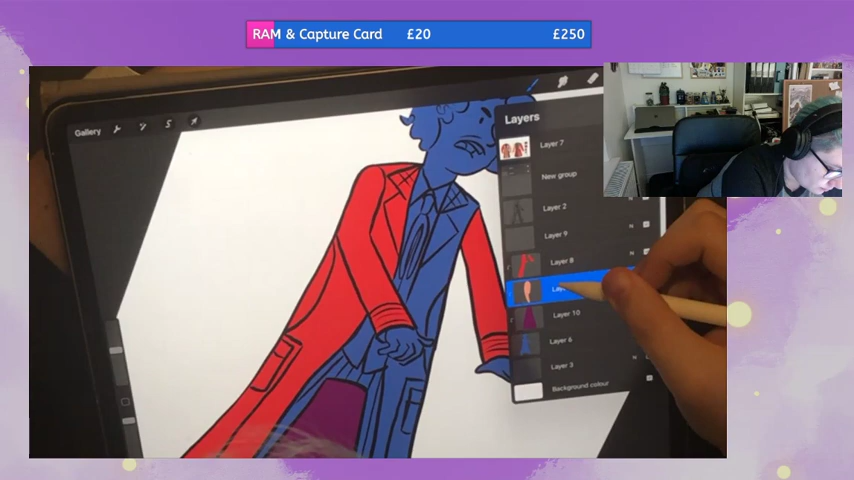 RAM & Capture Card £20 £250
Gallery
Layers
Layer 7
New group
Layer 2
Layer 9
N
Layer 8
N
Layer 10
Layer 6
Layer 3
N
Background colour